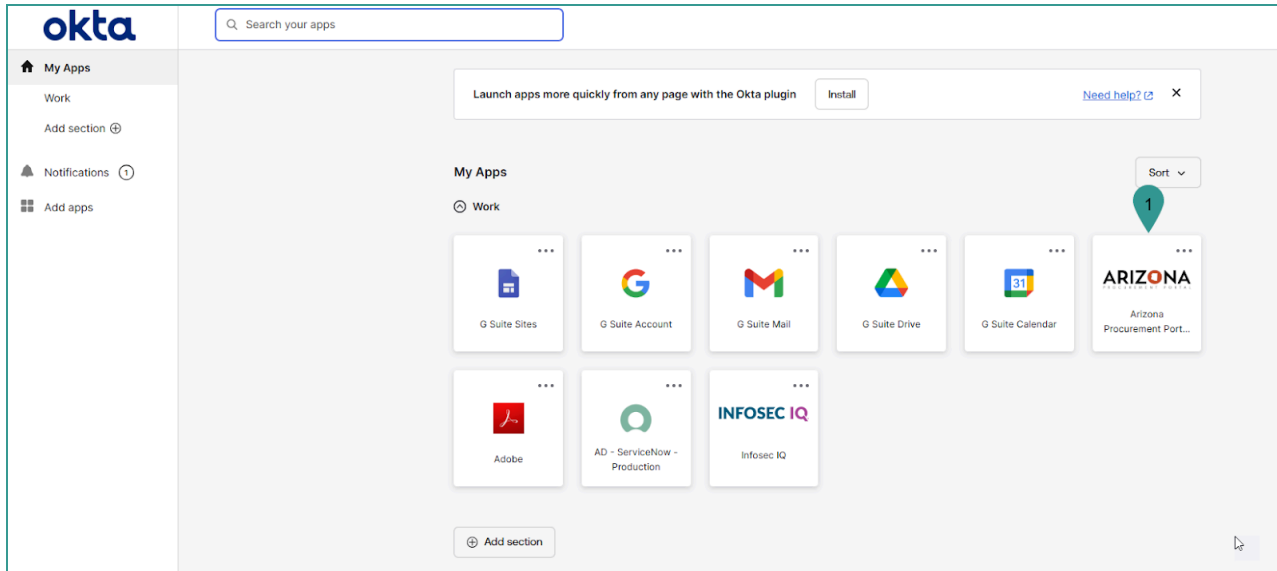 okta
Search your apps
My Apps
Work
Add section
Notifications 1
Add apps
Launch apps more quickly from any page with the Okta plugin
Install
Need help?
My Apps
Sort
1
Work
G Suite Sites
G Suite Account
G Suite Mail
G Suite Drive
31
G Suite Calendar
ARIZONA
PROCUREMENT PORTAL
Arizona
Procurement Port...
Adobe
AD - ServiceNow -
Production
INFOSEC IQ
Infosec IQ
Add section